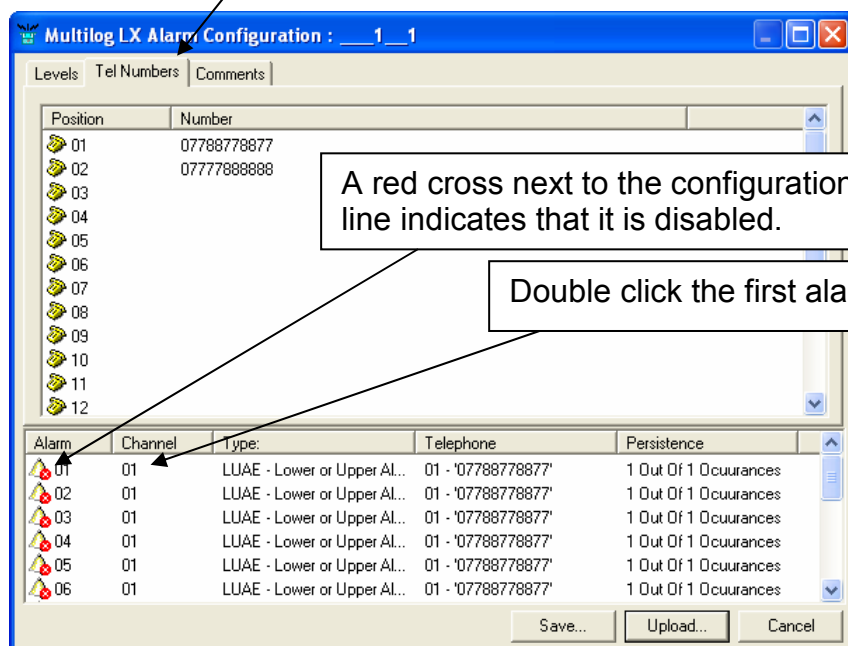 Multilog LX Alarm Configuration : ___1__1
Levels Tel Numbers Comments
Position Number
01 07788778877
02 07777888888
03
04
05
06
07
08
09
10
11
12
A red cross next to the configuration
line indicates that it is disabled.
Double click the first ala
Alarm Channel Type: Telephone Persistence
01 01 LUAE - Lower or Upper Al... 01 - '07788778877' 1 Out Of 1 Ocuurances
02 01 LUAE - Lower or Upper Al... 01 - '07788778877' 1 Out Of 1 Ocuurances
03 01 LUAE - Lower or Upper Al... 01 - '07788778877' 1 Out Of 1 Ocuurances
04 01 LUAE - Lower or Upper Al... 01 - '07788778877' 1 Out Of 1 Ocuurances
05 01 LUAE - Lower or Upper Al... 01 - '07788778877' 1 Out Of 1 Ocuurances
06 01 LUAE - Lower or Upper Al... 01 - '07788778877' 1 Out Of 1 Ocuurances
Save... Upload... Cancel